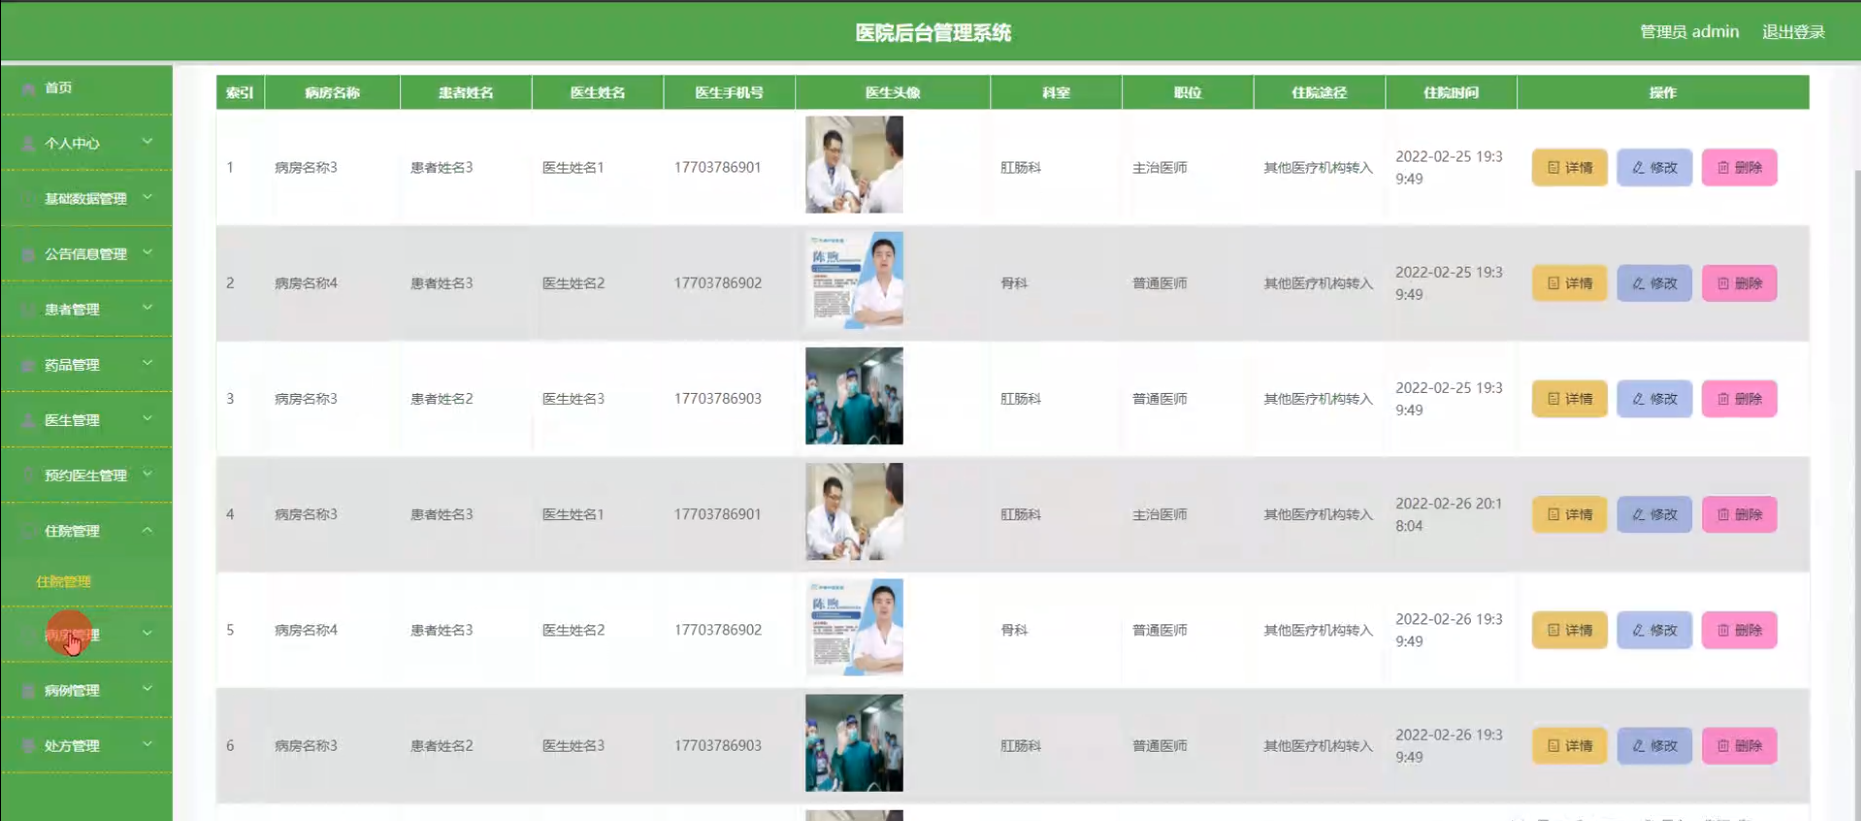 医院后台管理系统
管理员 admin 退出登录
首页
个人中心
基础数据管理
公告信息管理
患者管理
药品管理
医生管理
预约医生管理
住院管理
住院管理
病房管理
病例管理
处方管理
索引 病房名称 患者姓名 医生姓名 医生手机号 医生头像 科室 职位 住院途径 住院时间 操作
1 病房名称3 患者姓名3 医生姓名1 17703786901 肛肠科 主治医师 其他医疗机构转入 2022-02-25 19:3
9:49 详情 修改 删除
2 病房名称4 患者姓名3 医生姓名2 17703786902 陈煦 骨科 普通医师 其他医疗机构转入 2022-02-25 19:3
9:49 详情 修改 删除
3 病房名称3 患者姓名2 医生姓名3 17703786903 肛肠科 普通医师 其他医疗机构转入 2022-02-25 19:3
9:49 详情 修改 删除
4 病房名称3 患者姓名3 医生姓名1 17703786901 肛肠科 主治医师 其他医疗机构转入 2022-02-26 20:1
8:04 详情 修改 删除
5 病房名称4 患者姓名3 医生姓名2 17703786902 陈煦 骨科 普通医师 其他医疗机构转入 2022-02-26 19:3
9:49 详情 修改 删除
6 病房名称3 患者姓名2 医生姓名3 17703786903 肛肠科 普通医师 其他医疗机构转入 2022-02-26 19:3
9:49 详情 修改 删除